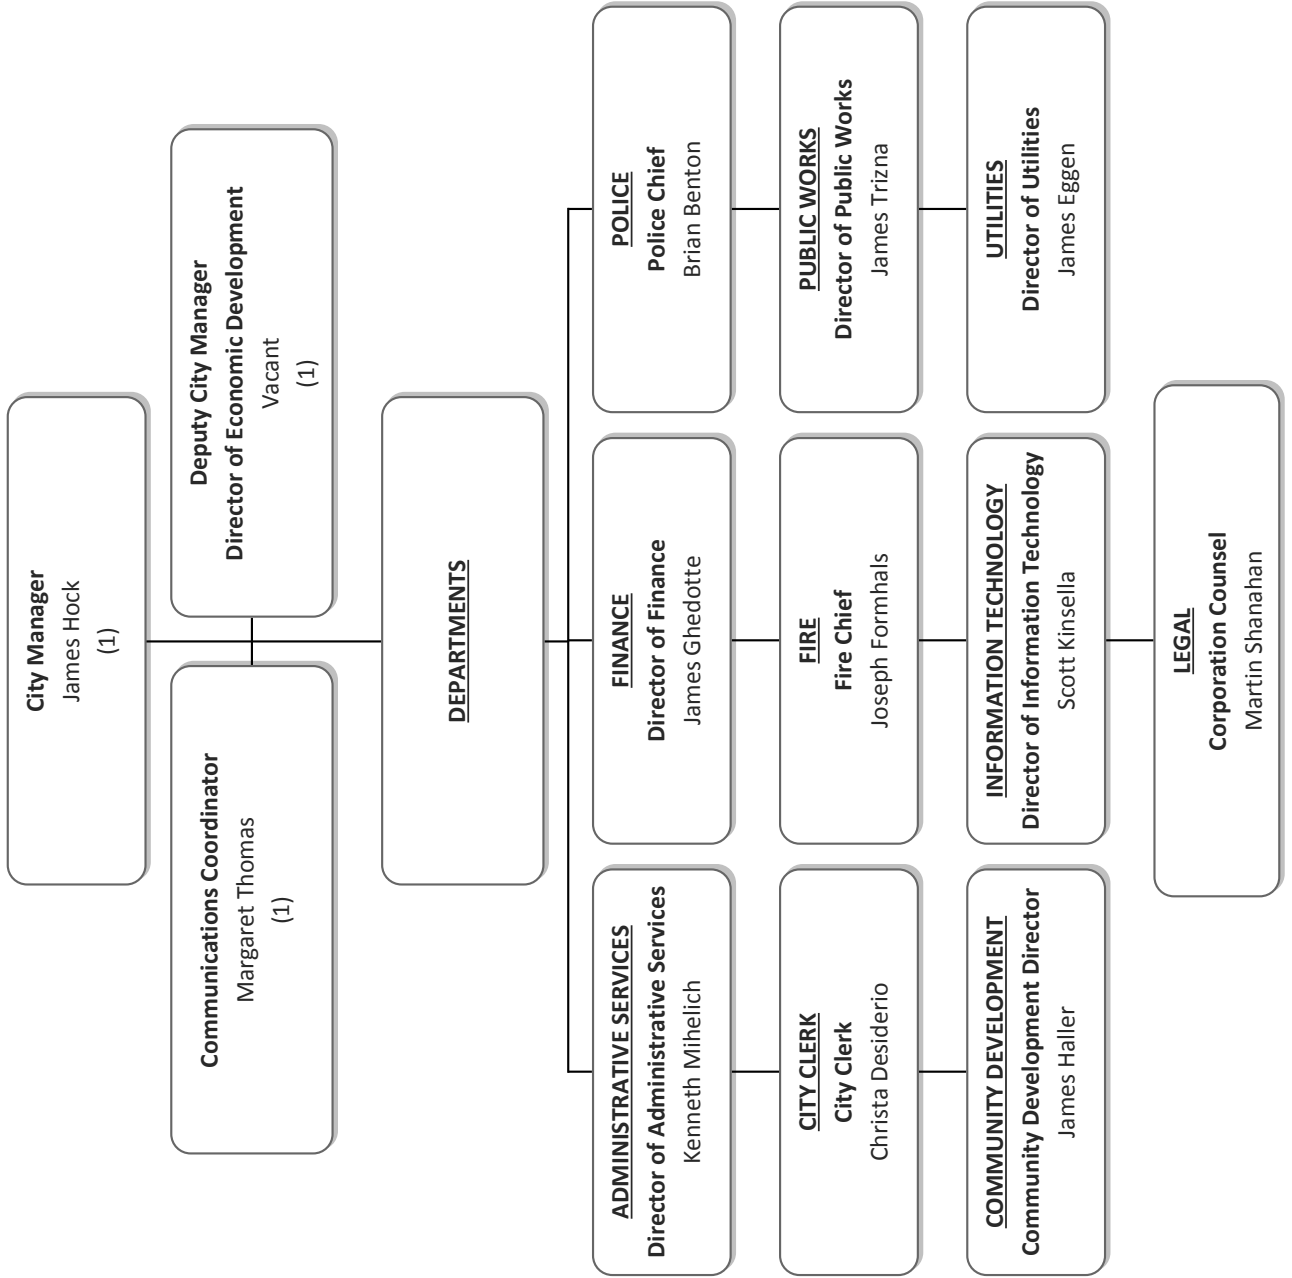 City Manager
James Hock
(1)
Communications Coordinator
Margaret Thomas
(1)
Deputy City Manager
Director of Economic Development
Vacant
(1)
DEPARTMENTS
ADMINISTRATIVE SERVICES
Director of Administrative Services
Kenneth Mihelich
FINANCE
Director of Finance
James Ghedotte
POLICE
Police Chief
Brian Benton
CITY CLERK
City Clerk
Christa Desiderio
FIRE
Fire Chief
Joseph Formhals
PUBLIC WORKS
Director of Public Works
James Trizna
COMMUNITY DEVELOPMENT
Community Development Director
James Haller
INFORMATION TECHNOLOGY
Director of Information Technology
Scott Kinsella
UTILITIES
Director of Utilities
James Eggen
LEGAL
Corporation Counsel
Martin Shanahan